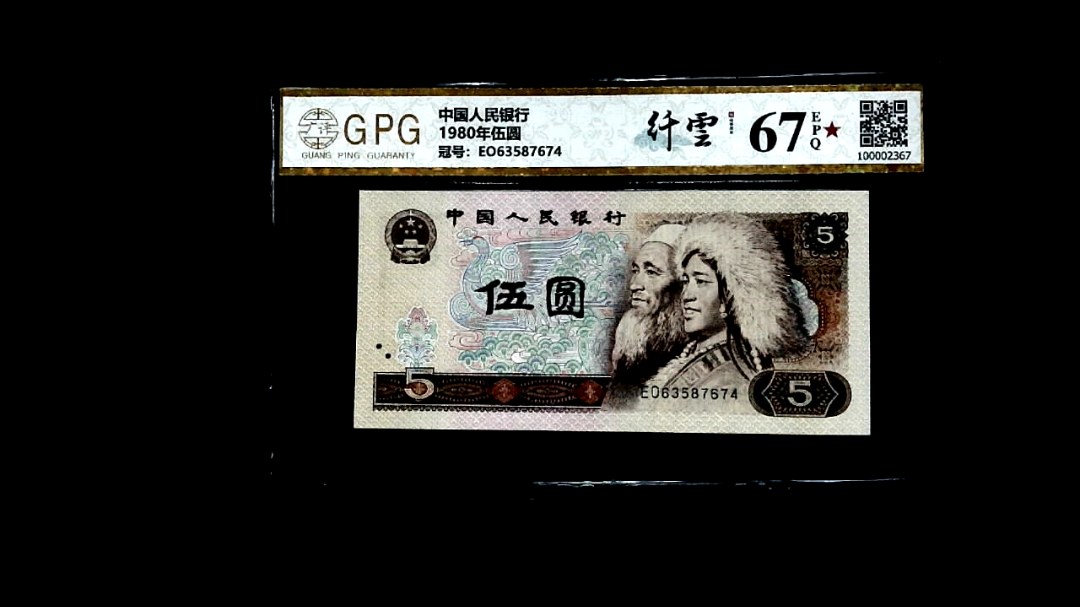 GPG
GUANG PING GUARANTY
中国人民银行
1980年伍圆
冠号：EO63587674
纤雲
67
EPQ
100002367
中国人民银行
伍圆
5
5
EO63587674
5